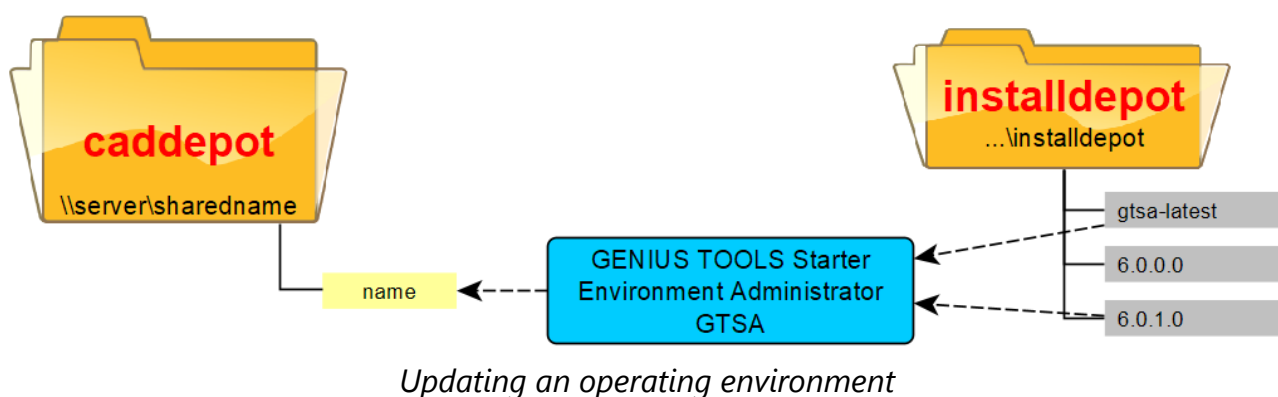 caddepot
\\server\sharedname
name
GENIUS TOOLS Starter
Environment Administrator
GTSA
installdepot
...\installdepot
gtsa-latest
6.0.0.0
6.0.1.0
Updating an operating environment